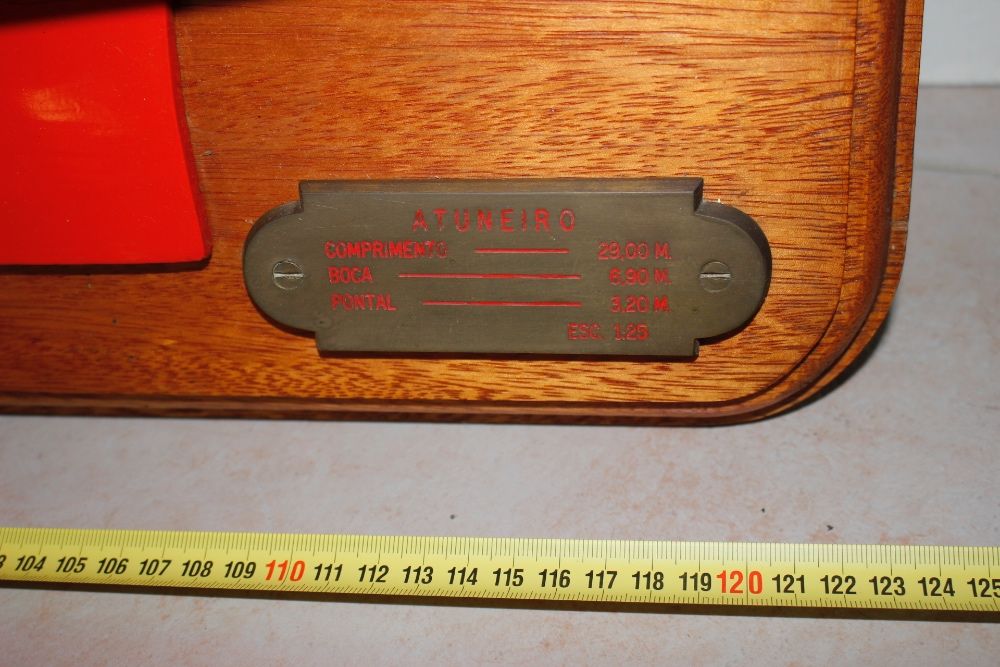 ATUNEIRO
COMPRIMENTO 29,00 M.
BOCA 6.90 M.
PONTAL 3,20 M.
ESC. 1.25
104 105 106 107 108 109 110 111 112 113 114 115 116 117 118 119 120 121 122 123 124 125